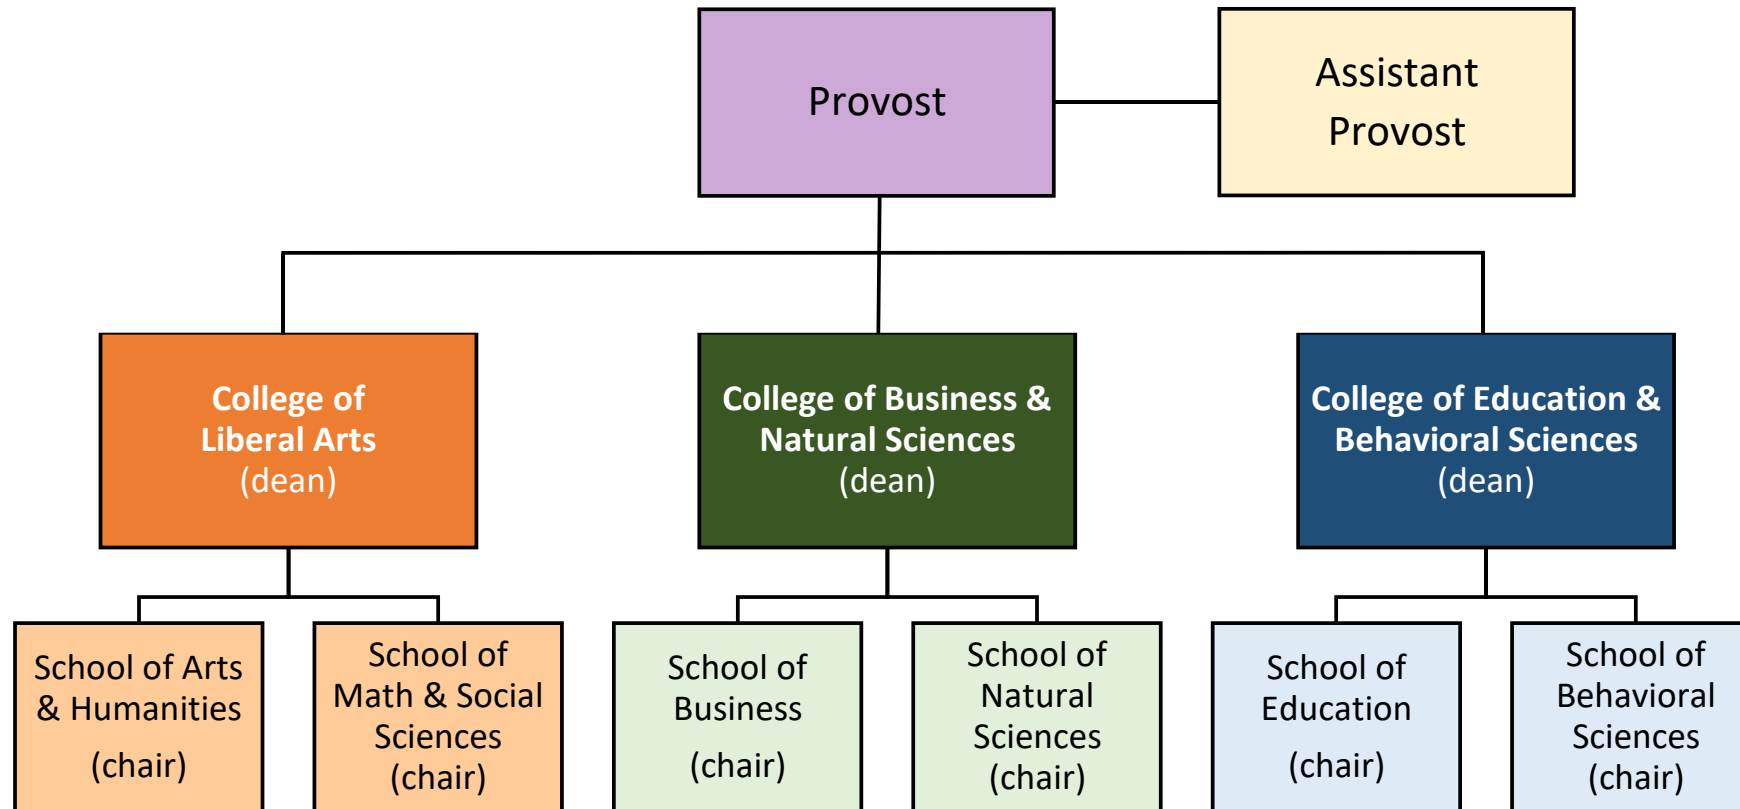 Provost
Assistant
Provost
College of
Liberal Arts
(dean)
College of Business &
Natural Sciences
(dean)
College of Education &
Behavioral Sciences
(dean)
School of Arts
& Humanities
(chair)
School of
Math & Social
Sciences
(chair)
School of
Business
(chair)
School of
Natural
Sciences
(chair)
School of
Education
(chair)
School of
Behavioral
Sciences
(chair)